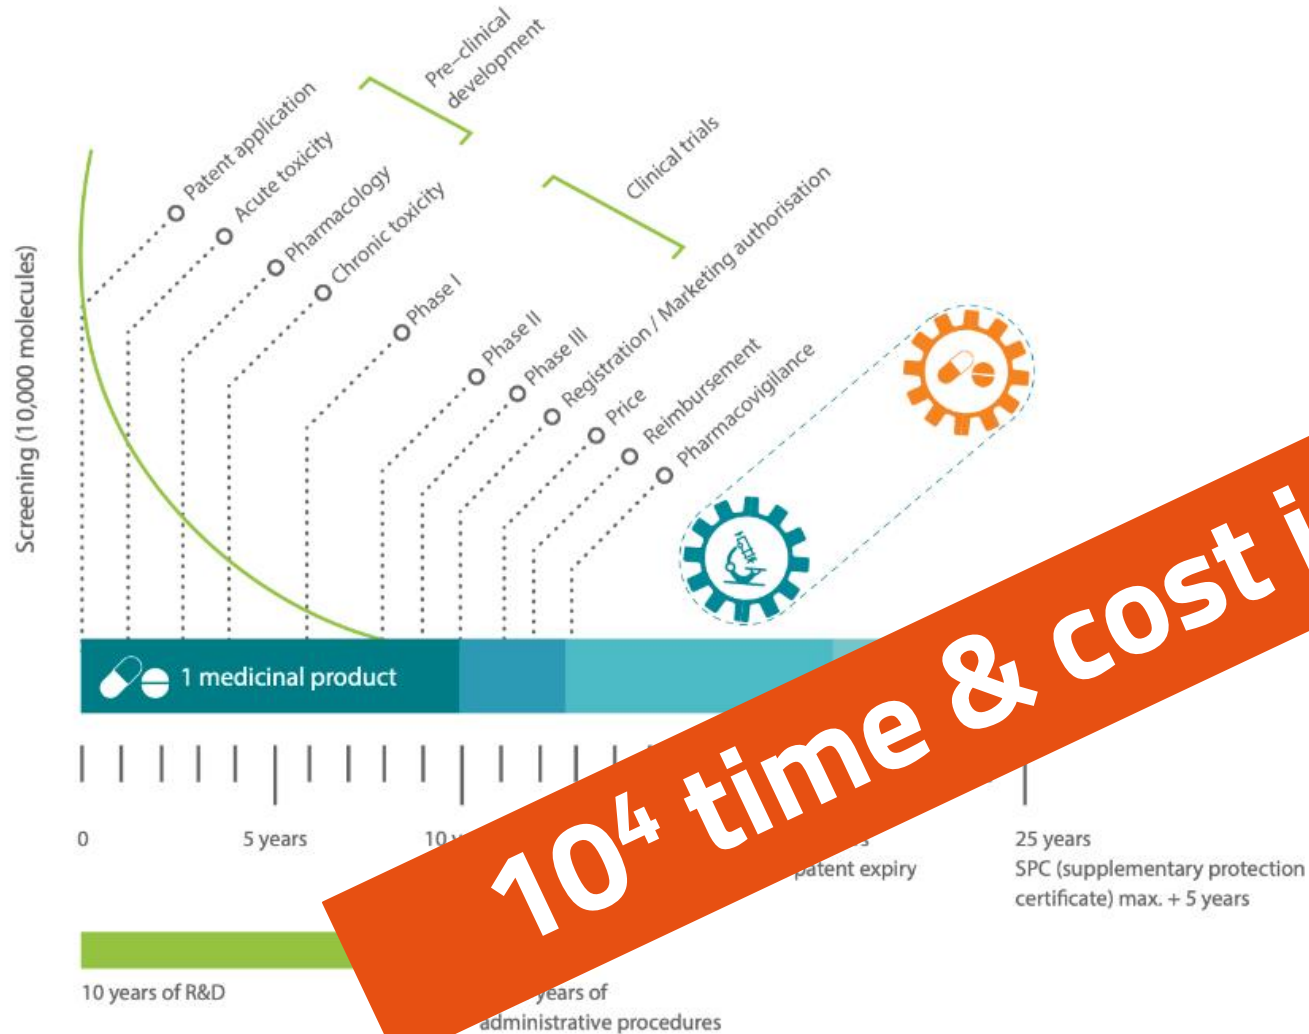 Pre–clinical
development
Patent application
Acute toxicity
Pharmacology
Chronic toxicity
Clinical trials
Phase I
Phase II
Phase III
Registration / Marketing authorisation
Price
Reimbursement
Pharmacovigilance
Screening (10,000 molecules)
1 medicinal product
10⁴ time & cost
0
5 years
10
25 years
patent expiry
SPC (supplementary protection
certificate) max. + 5 years
10 years of R&D
years of
administrative procedures